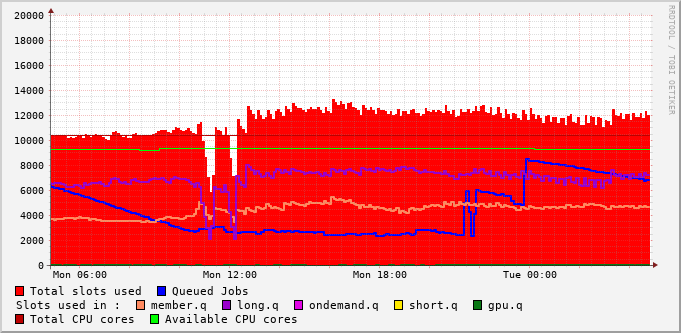 RRDTOOL / TOBI OETIKER
20000
18000
16000
14000
12000
10000
8000
6000
4000
2000
0
Mon 06:00 Mon 12:00 Mon 18:00 Tue 00:00
Total slots used Queued Jobs
Slots used in : member.q long.q ondemand.q short.q gpu.q
Total CPU cores Available CPU cores